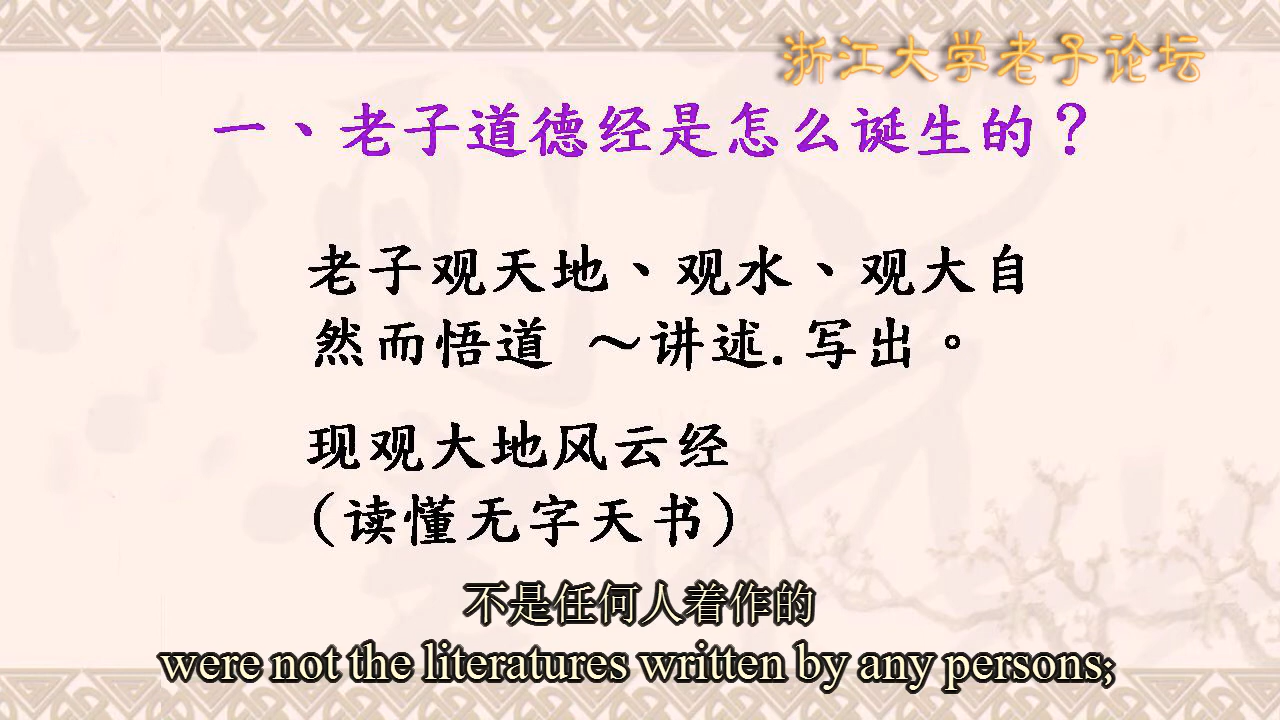 浙江大学老子论坛
一、老子道德经是怎么诞生的？
老子观天地、观水、观大自
然而悟道 ～讲述.写出。
现观大地风云经
(读懂无字天书)
不是任何人着作的
were not the literatures written by any persons;